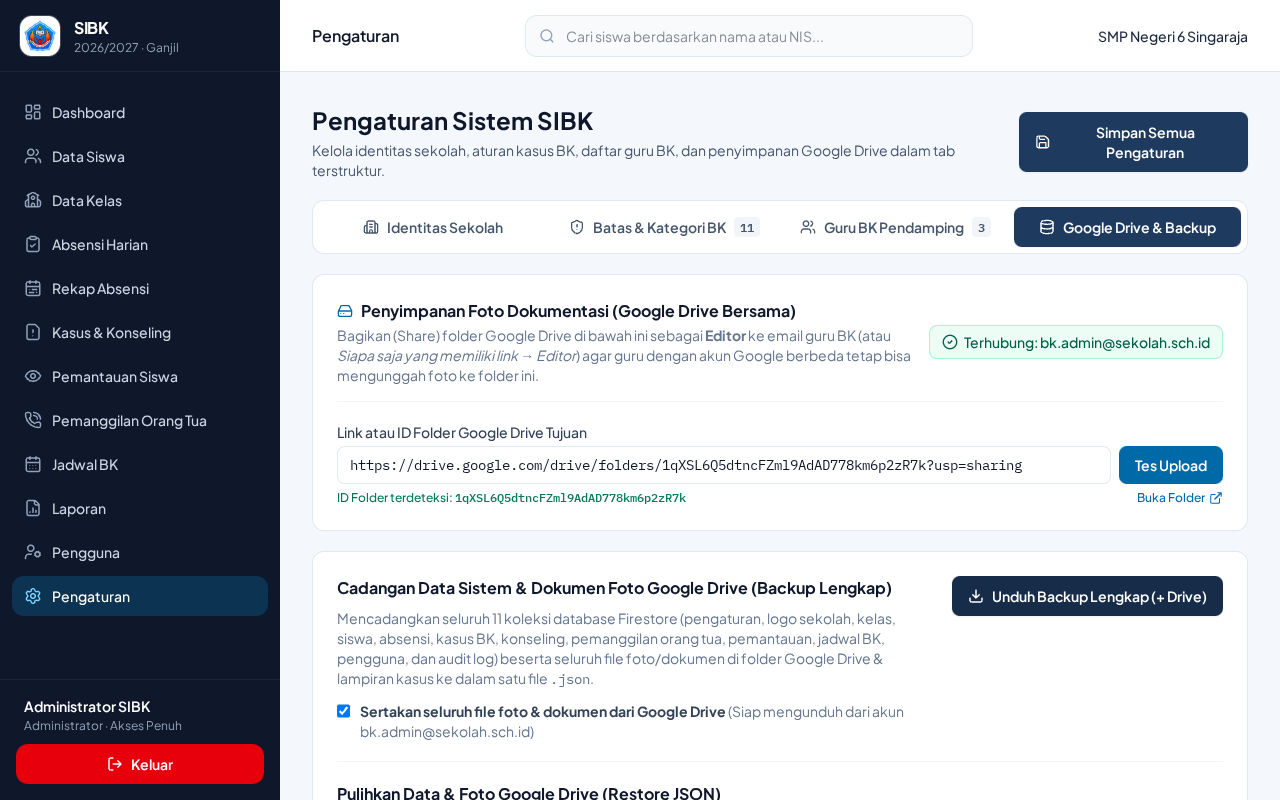 SIBK
2026/2027 · Ganjil
Dashboard
Data Siswa
Data Kelas
Absensi Harian
Rekap Absensi
Kasus & Konseling
Pemantauan Siswa
Pemanggilan Orang Tua
Jadwal BK
Laporan
Pengguna
Pengaturan
Administrator SIBK
Administrator · Akses Penuh
Keluar
Pengaturan
Cari siswa berdasarkan nama atau NIS...
SMP Negeri 6 Singaraja
Pengaturan Sistem SIBK
Kelola identitas sekolah, aturan kasus BK, daftar guru BK, dan penyimpanan Google Drive dalam tab
terstruktur.
Simpan Semua
Pengaturan
Identitas Sekolah
Batas & Kategori BK 11
Guru BK Pendamping 3
Google Drive & Backup
Penyimpanan Foto Dokumentasi (Google Drive Bersama)
Bagikan (Share) folder Google Drive di bawah ini sebagai Editor ke email guru BK (atau
Siapa saja yang memiliki link → Editor) agar guru dengan akun Google berbeda tetap bisa
mengunggah foto ke folder ini.
Terhubung: bk.admin@sekolah.sch.id
Link atau ID Folder Google Drive Tujuan
https://drive.google.com/drive/folders/1qXSL6Q5dtncFZml9AdAD778km6p2zR7k?usp=sharing
Tes Upload
ID Folder terdeteksi: 1qXSL6Q5dtncFZml9AdAD778km6p2zR7k
Buka Folder
Cadangan Data Sistem & Dokumen Foto Google Drive (Backup Lengkap)
Unduh Backup Lengkap (+ Drive)
Mencadangkan seluruh 11 koleksi database Firestore (pengaturan, logo sekolah, kelas,
siswa, absensi, kasus BK, konseling, pemanggilan orang tua, pemantauan, jadwal BK,
pengguna, dan audit log) beserta seluruh file foto/dokumen di folder Google Drive &
lampiran kasus ke dalam satu file .json.
Sertakan seluruh file foto & dokumen dari Google Drive (Siap mengunduh dari akun
bk.admin@sekolah.sch.id)
Pulihkan Data & Foto Google Drive (Restore JSON)